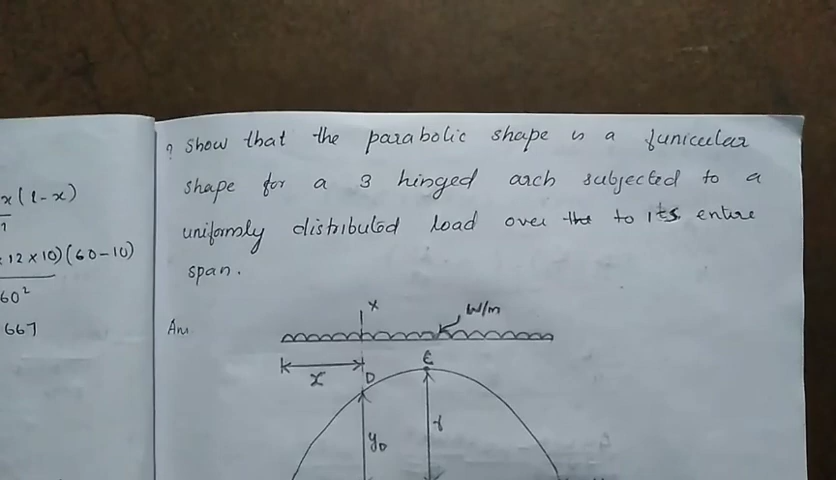 x(l-x)
12×10)(60-10)
60²
667
? Show that the parabolic shape is a funicular
shape for a 3 hinged arch subjected to a
uniformly distributed load over the to its entire
span.
Ans
X
W/m
x
D
C
y_D
r